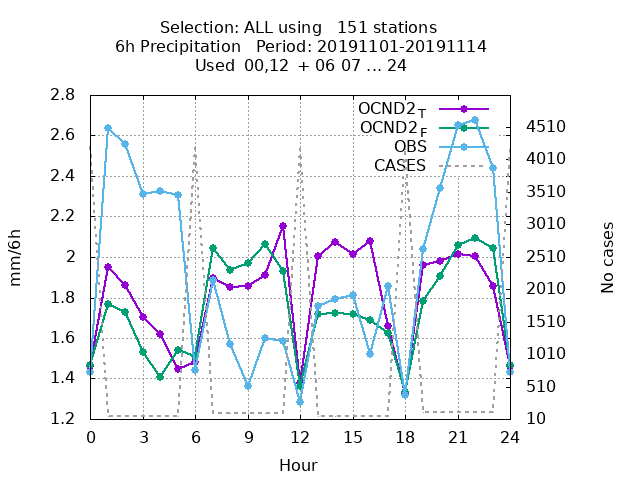 Selection: ALL using   151 stations
6h Precipitation   Period: 20191101-20191114
Used  00,12  + 06 07 ... 24
OCND2T
OCND2F
OBS
CASES
2.8
2.6
2.4
2.2
2
1.8
1.6
1.4
1.2
4510
4010
3510
3010
2510
2010
1510
1010
510
10
mm/6h
No cases
0 3 6 9 12 15 18 21 24
Hour